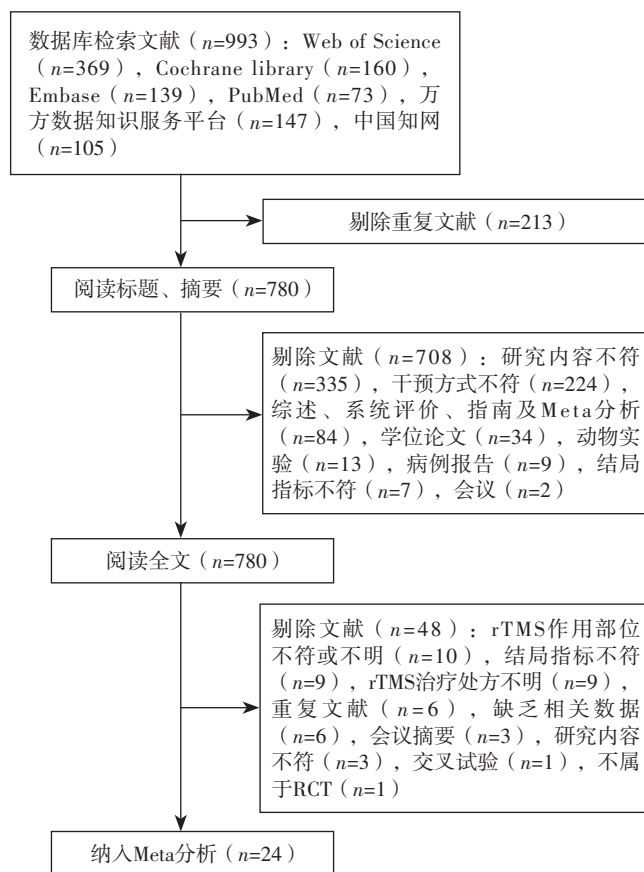 数据库检索文献（n=993）：Web of Science
（n=369），Cochrane library（n=160），
Embase（n=139），PubMed（n=73），万
方数据知识服务平台（n=147），中国知网
（n=105）
剔除重复文献（n=213）
阅读标题、摘要（n=780）
剔除文献（n=708）：研究内容不符
（n=335），干预方式不符（n=224），
综述、系统评价、指南及Meta分析
（n=84），学位论文（n=34），动物实
验（n=13），病例报告（n=9），结局
指标不符（n=7），会议（n=2）
阅读全文（n=780）
剔除文献（n=48）：rTMS作用部位
不符或不明（n=10），结局指标不符
（n=9），rTMS治疗处方不明（n=9），
重复文献（n=6），缺乏相关数据
（n=6），会议摘要（n=3），研究内容
不符（n=3），交叉试验（n=1），不属
于RCT（n=1）
纳入Meta分析（n=24）